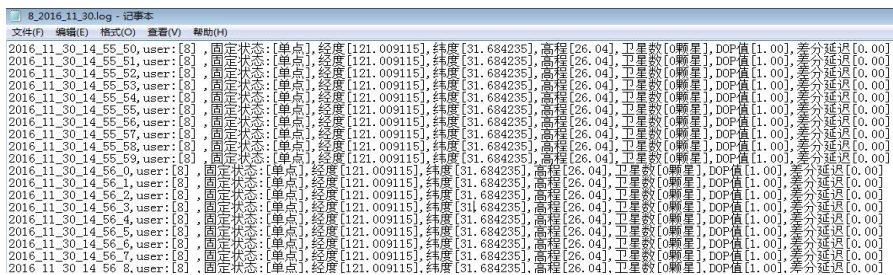 8_2016_11_30.log - 记事本
文件(F) 编辑(E) 格式(O) 查看(V) 帮助(H)
2016_11_30_14_55_50,user:[8] ,固定状态:[单点],经度[121.009115],纬度[31.684235],高程[26.04],卫星数[0颗星],DOP值[1.00],差分延迟[0.00]
2016_11_30_14_55_51,user:[8] ,固定状态:[单点],经度[121.009115],纬度[31.684235],高程[26.04],卫星数[0颗星],DOP值[1.00],差分延迟[0.00]
2016_11_30_14_55_52,user:[8] ,固定状态:[单点],经度[121.009115],纬度[31.684235],高程[26.04],卫星数[0颗星],DOP值[1.00],差分延迟[0.00]
2016_11_30_14_55_53,user:[8] ,固定状态:[单点],经度[121.009115],纬度[31.684235],高程[26.04],卫星数[0颗星],DOP值[1.00],差分延迟[0.00]
2016_11_30_14_55_54,user:[8] ,固定状态:[单点],经度[121.009115],纬度[31.684235],高程[26.04],卫星数[0颗星],DOP值[1.00],差分延迟[0.00]
2016_11_30_14_55_55,user:[8] ,固定状态:[单点],经度[121.009115],纬度[31.684235],高程[26.04],卫星数[0颗星],DOP值[1.00],差分延迟[0.00]
2016_11_30_14_55_56,user:[8] ,固定状态:[单点],经度[121.009115],纬度[31.684235],高程[26.04],卫星数[0颗星],DOP值[1.00],差分延迟[0.00]
2016_11_30_14_55_57,user:[8] ,固定状态:[单点],经度[121.009115],纬度[31.684235],高程[26.04],卫星数[0颗星],DOP值[1.00],差分延迟[0.00]
2016_11_30_14_55_58,user:[8] ,固定状态:[单点],经度[121.009115],纬度[31.684235],高程[26.04],卫星数[0颗星],DOP值[1.00],差分延迟[0.00]
2016_11_30_14_55_59,user:[8] ,固定状态:[单点],经度[121.009115],纬度[31.684235],高程[26.04],卫星数[0颗星],DOP值[1.00],差分延迟[0.00]
2016_11_30_14_56_0,user:[8] ,固定状态:[单点],经度[121.009115],纬度[31.684235],高程[26.04],卫星数[0颗星],DOP值[1.00],差分延迟[0.00]
2016_11_30_14_56_1,user:[8] ,固定状态:[单点],经度[121.009115],纬度[31.684235],高程[26.04],卫星数[0颗星],DOP值[1.00],差分延迟[0.00]
2016_11_30_14_56_2,user:[8] ,固定状态:[单点],经度[121.009115],纬度[31.684235],高程[26.04],卫星数[0颗星],DOP值[1.00],差分延迟[0.00]
2016_11_30_14_56_3,user:[8] ,固定状态:[单点],经度[121.009115],纬度[31.684235],高程[26.04],卫星数[0颗星],DOP值[1.00],差分延迟[0.00]
2016_11_30_14_56_4,user:[8] ,固定状态:[单点],经度[121.009115],纬度[31.684235],高程[26.04],卫星数[0颗星],DOP值[1.00],差分延迟[0.00]
2016_11_30_14_56_5,user:[8] ,固定状态:[单点],经度[121.009115],纬度[31.684235],高程[26.04],卫星数[0颗星],DOP值[1.00],差分延迟[0.00]
2016_11_30_14_56_6,user:[8] ,固定状态:[单点],经度[121.009115],纬度[31.684235],高程[26.04],卫星数[0颗星],DOP值[1.00],差分延迟[0.00]
2016_11_30_14_56_7,user:[8] ,固定状态:[单点],经度[121.009115],纬度[31.684235],高程[26.04],卫星数[0颗星],DOP值[1.00],差分延迟[0.00]
2016_11_30_14_56_8,user:[8] ,固定状态:[单点],经度[121.009115],纬度[31.684235],高程[26.04],卫星数[0颗星],DOP值[1.00],差分延迟[0.00]